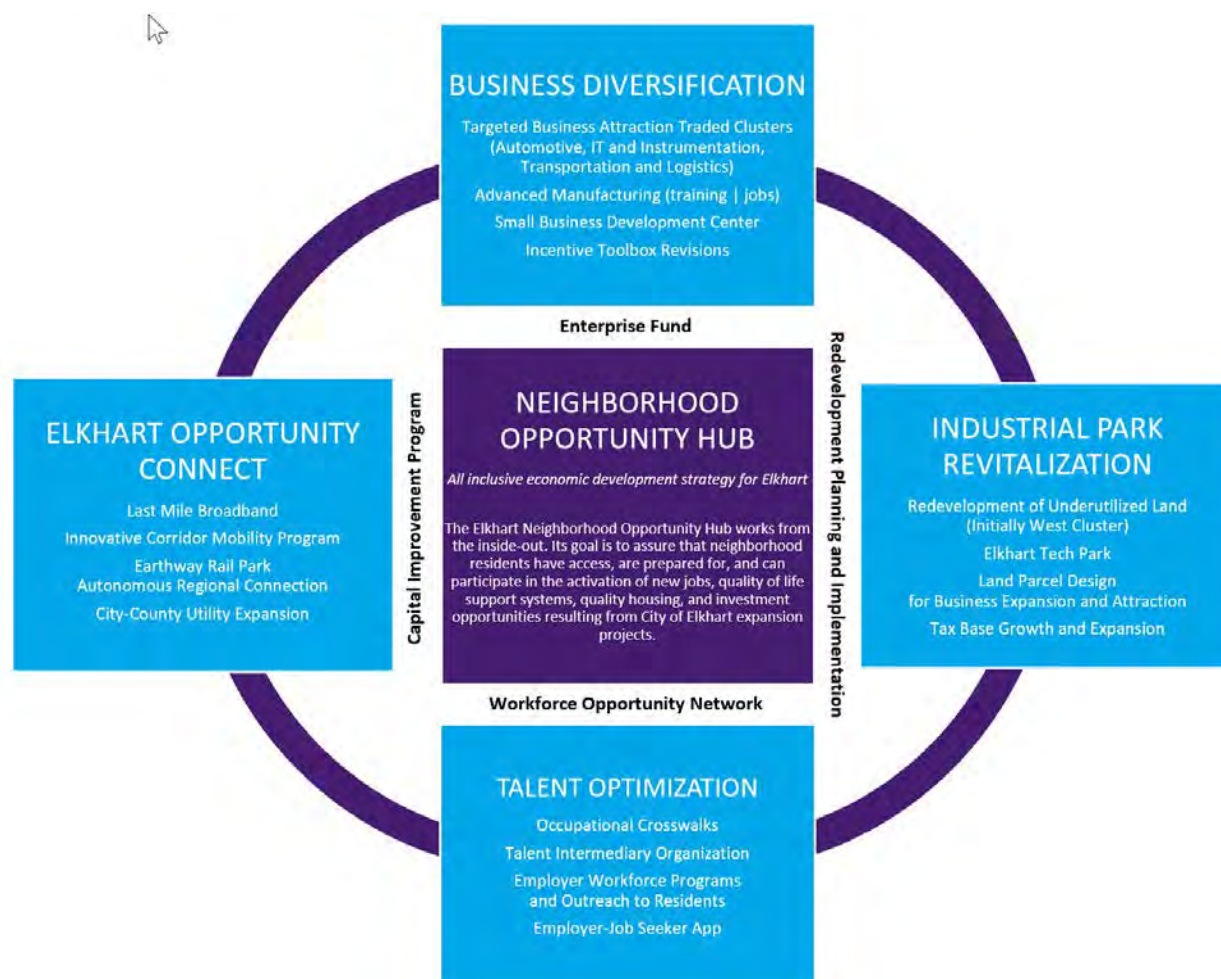 BUSINESS DIVERSIFICATION
Targeted Business Attraction Traded Clusters
(Automotive, IT and Instrumentation,
Transportation and Logistics)
Advanced Manufacturing (training | jobs)
Small Business Development Center
Incentive Toolbox Revisions
Enterprise Fund
ELKHART OPPORTUNITY
CONNECT
Last Mile Broadband
Innovative Corridor Mobility Program
Earthway Rail Park
Autonomous Regional Connection
City-County Utility Expansion
Capital Improvement Program
NEIGHBORHOOD
OPPORTUNITY HUB
All inclusive economic development strategy for Elkhart
The Elkhart Neighborhood Opportunity Hub works from
the inside-out. Its goal is to assure that neighborhood
residents have access, are prepared for, and can
participate in the activation of new jobs, quality of life
support systems, quality housing, and investment
opportunities resulting from City of Elkhart expansion
projects.
Redevelopment Planning and Implementation
INDUSTRIAL PARK
REVITALIZATION
Redevelopment of Underutilized Land
(Initially West Cluster)
Elkhart Tech Park
Land Parcel Design
for Business Expansion and Attraction
Tax Base Growth and Expansion
Workforce Opportunity Network
TALENT OPTIMIZATION
Occupational Crosswalks
Talent Intermediary Organization
Employer Workforce Programs
and Outreach to Residents
Employer-Job Seeker App